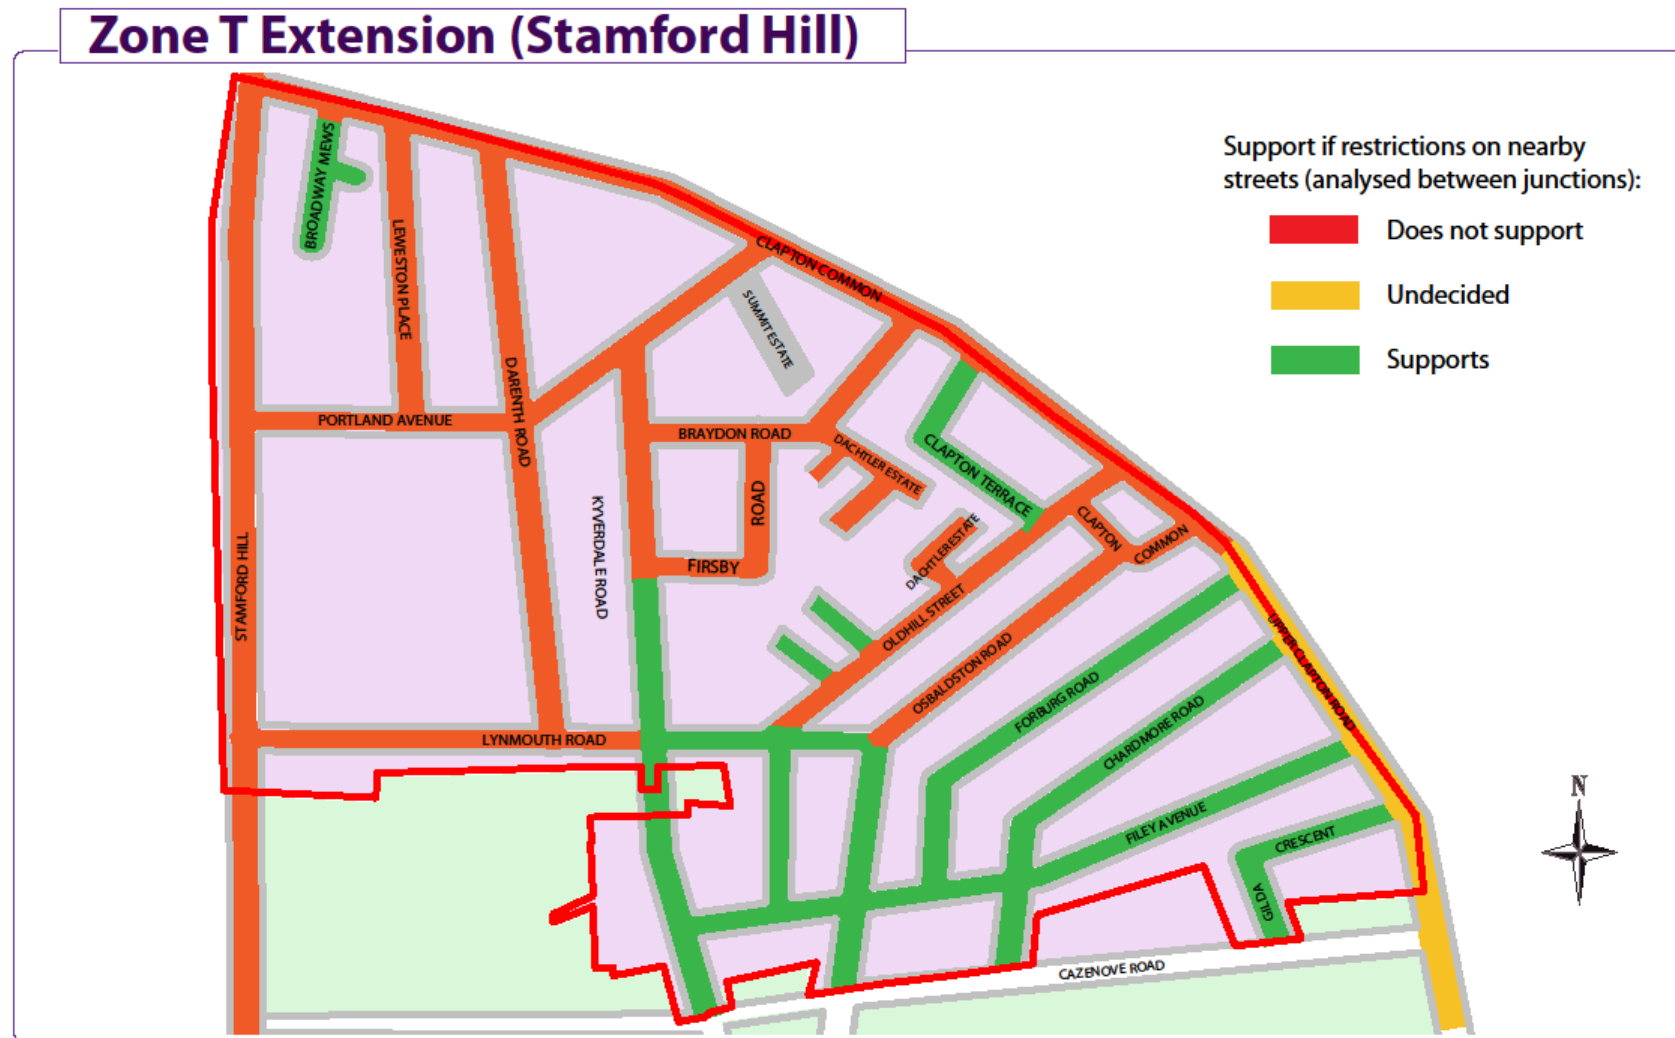 Zone T Extension (Stamford Hill)
Support if restrictions on nearby
streets (analysed between junctions):
Does not support
Undecided
Supports
BROADWAY MEWS
LEWESTON PLACE
CLAPTON COMMON
SUMMIT ESTATE
DARENTH ROAD
PORTLAND AVENUE
BRAYDON ROAD
DACHTLER ESTATE
CLAPTON TERRACE
KYVERDALE ROAD
ROAD
FIRSBY
DACHTLER ESTATE
CLAPTON
COMMON
STAMFORD HILL
OLDHILL STREET
OSBALDSTON ROAD
UPPER CLAPTON ROAD
FORBURG ROAD
CHARDMORE ROAD
LYNMOUTH ROAD
FILEY AVENUE
CRESCENT
GILDA
CAZENOVE ROAD
N